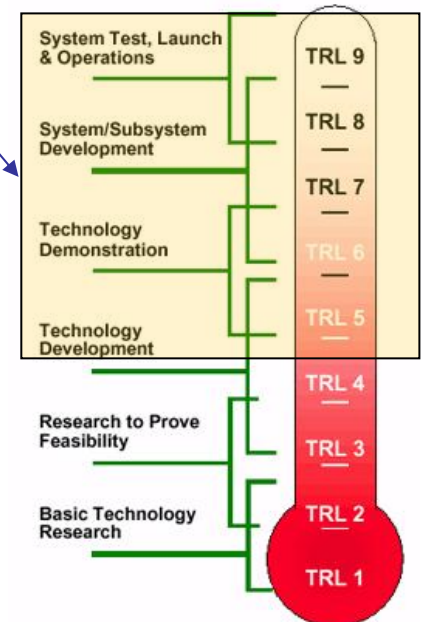 System Test, Launch
& Operations
System/Subsystem
Development
Technology
Demonstration
Technology
Development
Research to Prove
Feasibility
Basic Technology
Research
TRL 9
TRL 8
TRL 7
TRL 6
TRL 5
TRL 4
TRL 3
TRL 2
TRL 1